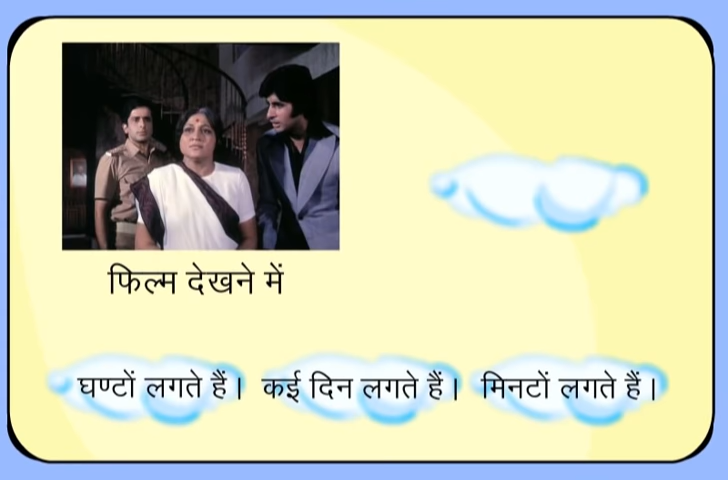 फिल्म देखने में
घण्टों लगते हैं। कई दिन लगते हैं। मिनटों लगते हैं।